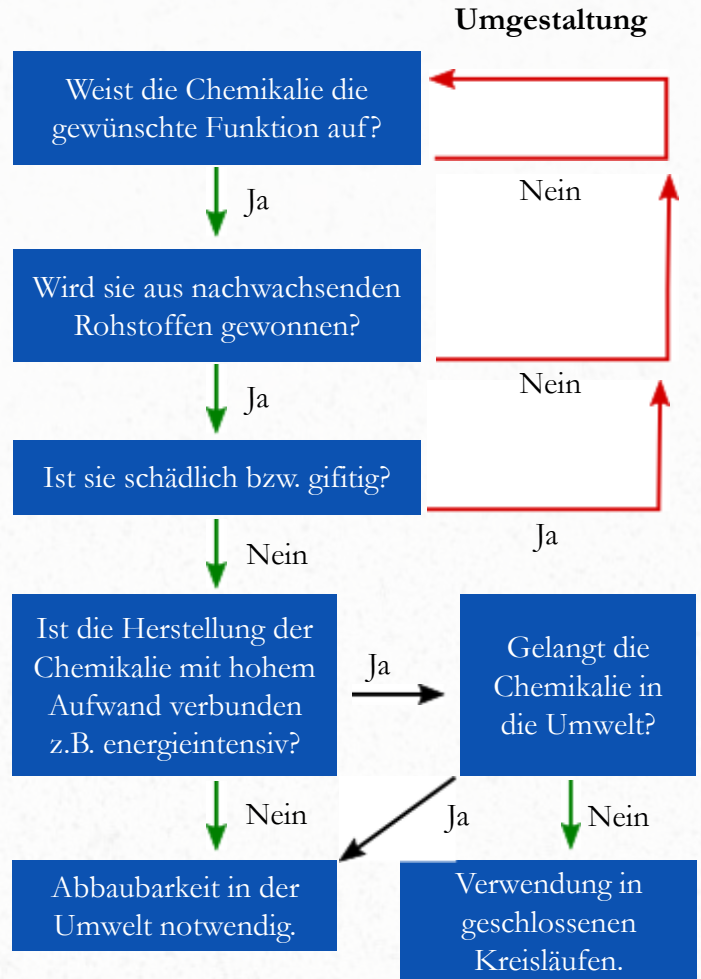 Umgestaltung
Weist die Chemikalie die
gewünschte Funktion auf?
Ja
Nein
Wird sie aus nachwachsenden
Rohstoffen gewonnen?
Ja
Nein
Ist sie schädlich bzw. gifitig?
Ja
Nein
Ist die Herstellung der
Chemikalie mit hohem
Aufwand verbunden
z.B. energieintensiv?
Ja
Gelangt die
Chemikalie in
die Umwelt?
Nein
Ja
Nein
Abbaubarkeit in der
Umwelt notwendig.
Verwendung in
geschlossenen
Kreisläufen.